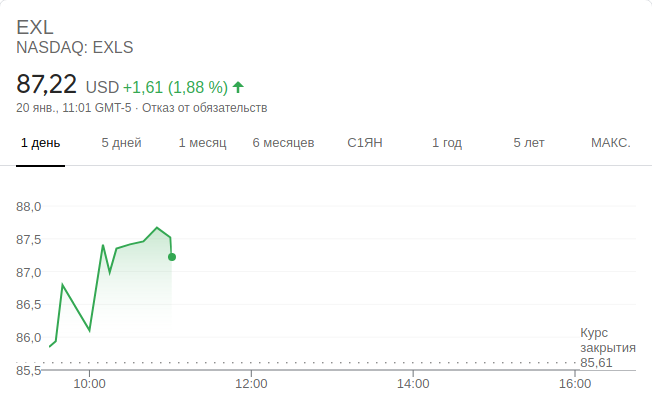 EXL
NASDAQ: EXLS
87,22 USD +1,61 (1,88 %)
20 янв., 11:01 GMT-5 · Отказ от обязательств
1 день 5 дней 1 месяц 6 месяцев С1ЯН 1 год 5 лет МАКС.
88,0
87,5
87,0
86,5
86,0
85,5
Курс
закрытия
85,61
10:00 12:00 14:00 16:00